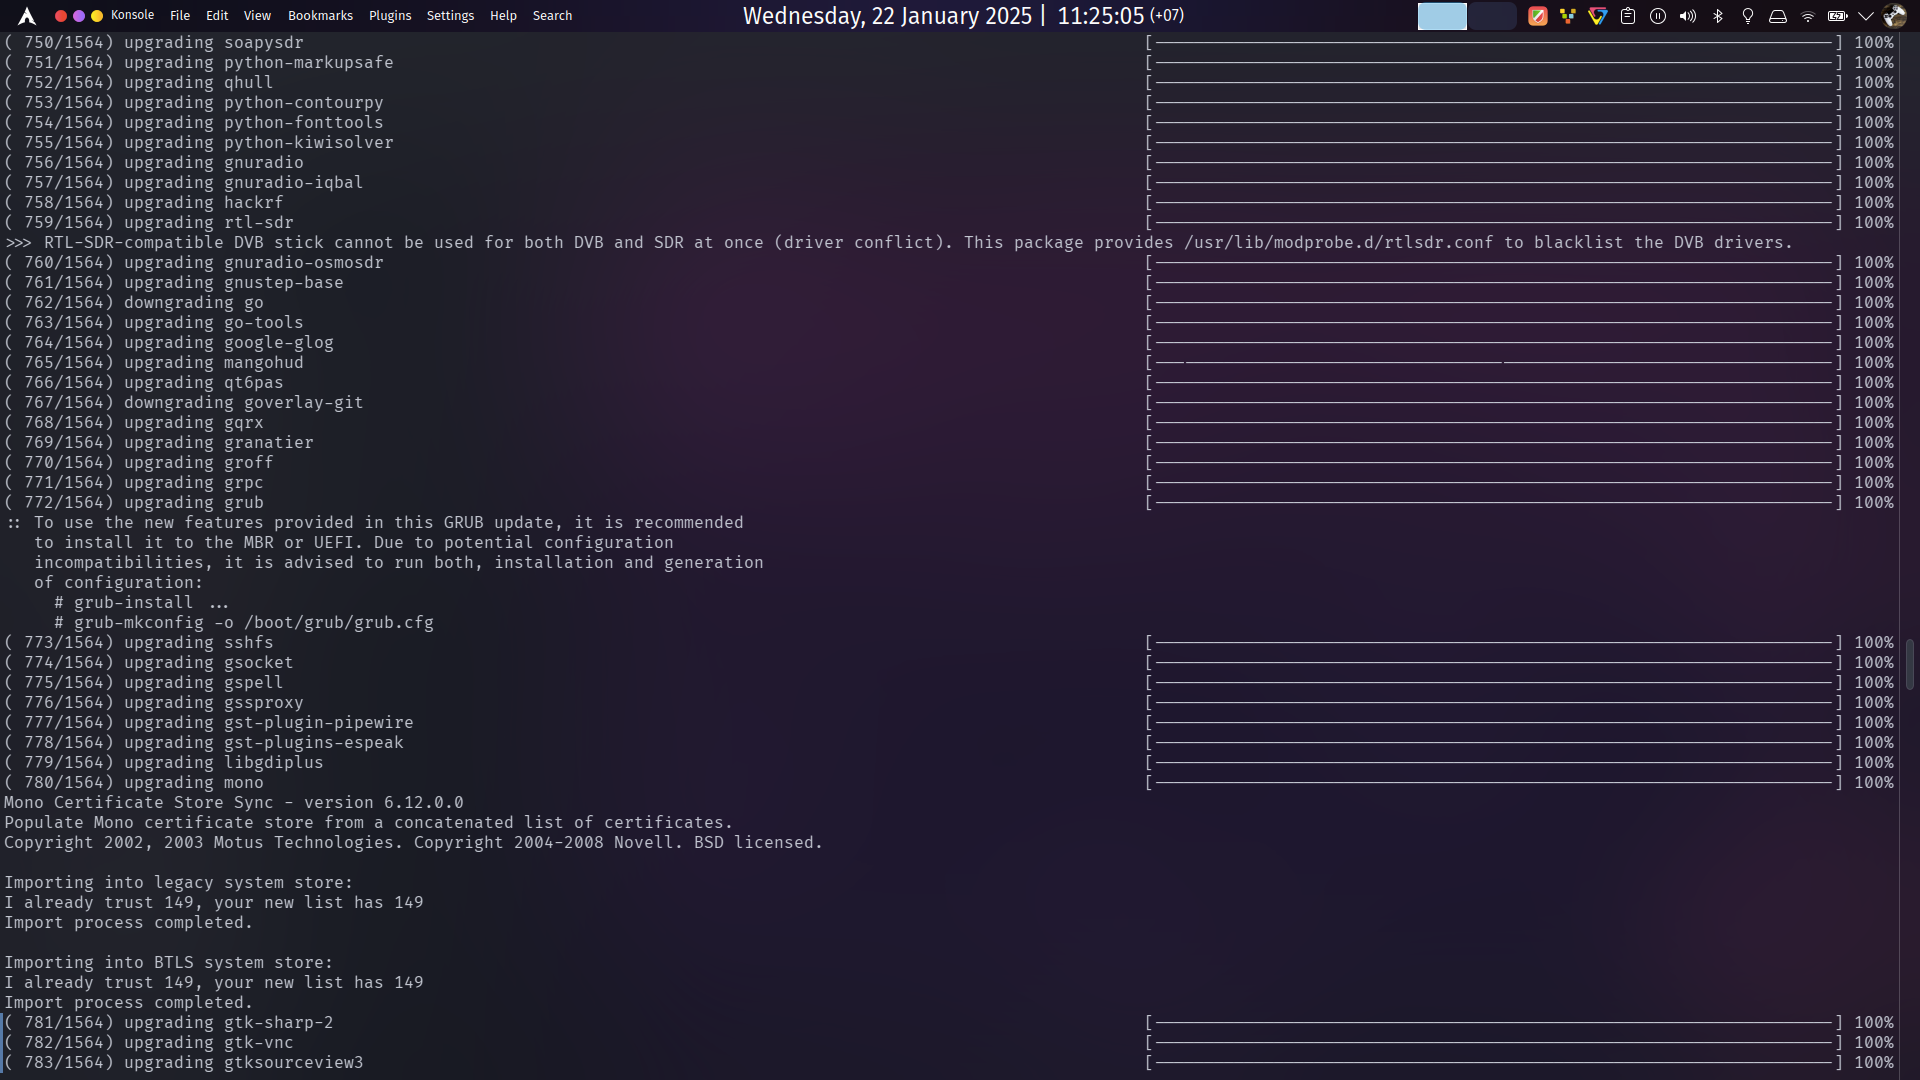 Konsole File Edit View Bookmarks Plugins Settings Help Search Wednesday, 22 January 2025 | 11:25:05 (+07)
( 750/1564) upgrading soapysdr [------] 100%
( 751/1564) upgrading python-markupsafe [------] 100%
( 752/1564) upgrading qhull [------] 100%
( 753/1564) upgrading python-contourpy [------] 100%
( 754/1564) upgrading python-fonttools [------] 100%
( 755/1564) upgrading python-kiwisolver [------] 100%
( 756/1564) upgrading gnuradio [------] 100%
( 757/1564) upgrading gnuradio-iqbal [------] 100%
( 758/1564) upgrading hackrf [------] 100%
( 759/1564) upgrading rtl-sdr [------] 100%
>>> RTL-SDR-compatible DVB stick cannot be used for both DVB and SDR at once (driver conflict). This package provides /usr/lib/modprobe.d/rtlsdr.conf to blacklist the DVB drivers.
( 760/1564) upgrading gnuradio-osmosdr [------] 100%
( 761/1564) upgrading gnustep-base [------] 100%
( 762/1564) downgrading go [------] 100%
( 763/1564) upgrading go-tools [------] 100%
( 764/1564) upgrading google-glog [------] 100%
( 765/1564) upgrading mangohud [------] 100%
( 766/1564) upgrading qt6pas [------] 100%
( 767/1564) downgrading goverlay-git [------] 100%
( 768/1564) upgrading gqrx [------] 100%
( 769/1564) upgrading granatier [------] 100%
( 770/1564) upgrading groff [------] 100%
( 771/1564) upgrading grpc [------] 100%
( 772/1564) upgrading grub [------] 100%
:: To use the new features provided in this GRUB update, it is recommended
to install it to the MBR or UEFI. Due to potential configuration
incompatibilities, it is advised to run both, installation and generation
of configuration:
# grub-install ...
# grub-mkconfig -o /boot/grub/grub.cfg
( 773/1564) upgrading sshfs [------] 100%
( 774/1564) upgrading gsocket [------] 100%
( 775/1564) upgrading gspell [------] 100%
( 776/1564) upgrading gssproxy [------] 100%
( 777/1564) upgrading gst-plugin-pipewire [------] 100%
( 778/1564) upgrading gst-plugins-espeak [------] 100%
( 779/1564) upgrading libgdiplus [------] 100%
( 780/1564) upgrading mono [------] 100%
Mono Certificate Store Sync - version 6.12.0.0
Populate Mono certificate store from a concatenated list of certificates.
Copyright 2002, 2003 Motus Technologies. Copyright 2004-2008 Novell. BSD licensed.

Importing into legacy system store:
I already trust 149, your new list has 149
Import process completed.

Importing into BTLS system store:
I already trust 149, your new list has 149
Import process completed.
( 781/1564) upgrading gtk-sharp-2 [------] 100%
( 782/1564) upgrading gtk-vnc [------] 100%
( 783/1564) upgrading gtksourceview3 [------] 100%